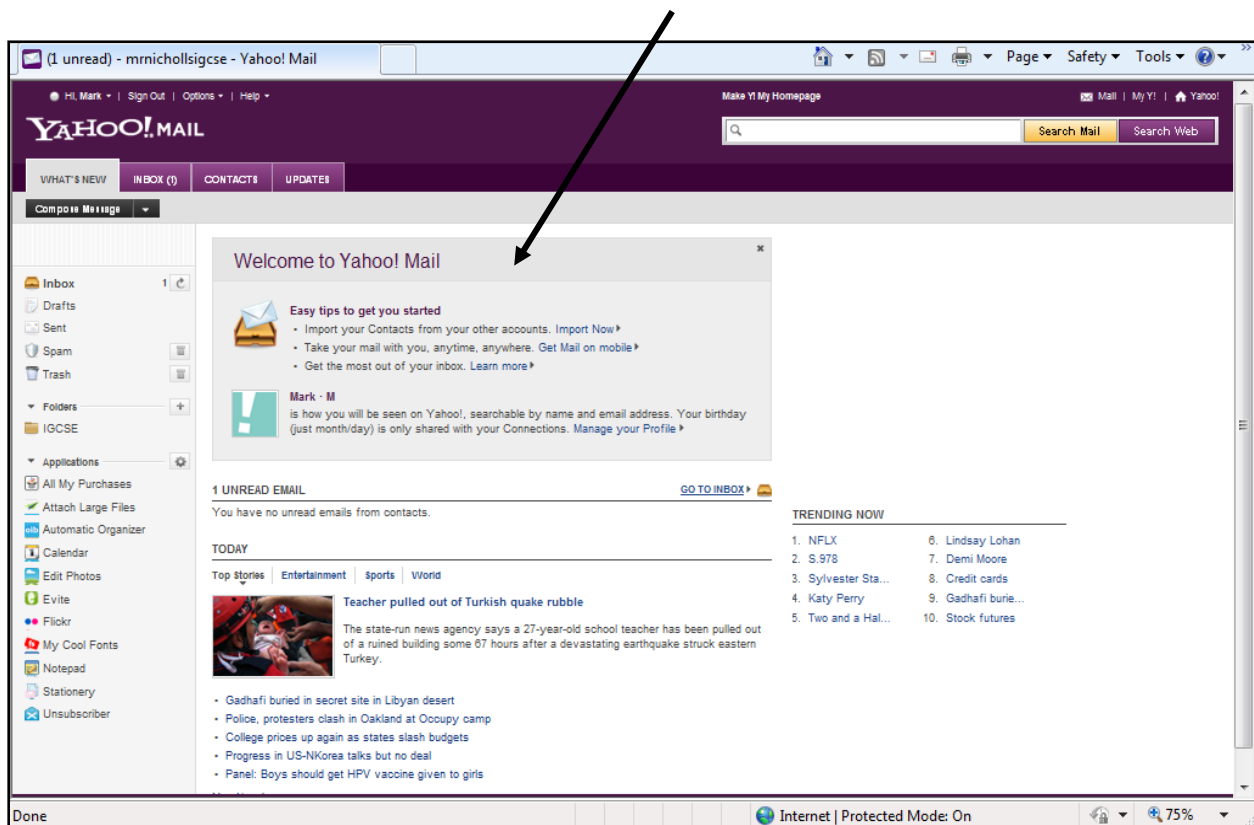 (1 unread) - mrnichollsigcse - Yahoo! Mail
Page Safety Tools
Hi, Mark | Sign Out | Options | Help
Make Y! My Homepage
Mail | My Y! | Yahoo!
YAHOO! MAIL
Search Mail Search Web
WHAT'S NEW INBOX (1) CONTACTS UPDATES
Compose Message
Welcome to Yahoo! Mail
Inbox 1
Drafts
Sent
Spam
Trash
Folders
IGCSE
Applications
All My Purchases
Attach Large Files
Automatic Organizer
Calendar
Edit Photos
Evite
Flickr
My Cool Fonts
Notepad
Stationery
Unsubscriber
Easy tips to get you started
• Import your Contacts from your other accounts. Import Now
• Take your mail with you, anytime, anywhere. Get Mail on mobile
• Get the most out of your inbox. Learn more
Mark · M
is how you will be seen on Yahoo!, searchable by name and email address. Your birthday
(just month/day) is only shared with your Connections. Manage your Profile
1 UNREAD EMAIL GO TO INBOX
You have no unread emails from contacts.
TODAY
Top Stories | Entertainment | Sports | World
Teacher pulled out of Turkish quake rubble
The state-run news agency says a 27-year-old school teacher has been pulled out
of a ruined building some 67 hours after a devastating earthquake struck eastern
Turkey.
• Gadhafi buried in secret site in Libyan desert
• Police, protesters clash in Oakland at Occupy camp
• College prices up again as states slash budgets
• Progress in US-NKorea talks but no deal
• Panel: Boys should get HPV vaccine given to girls
TRENDING NOW
1. NFLX
2. S.978
3. Sylvester Sta...
4. Katy Perry
5. Two and a Hal...
6. Lindsay Lohan
7. Demi Moore
8. Credit cards
9. Gadhafi burie...
10. Stock futures
Done
Internet | Protected Mode: On
75%